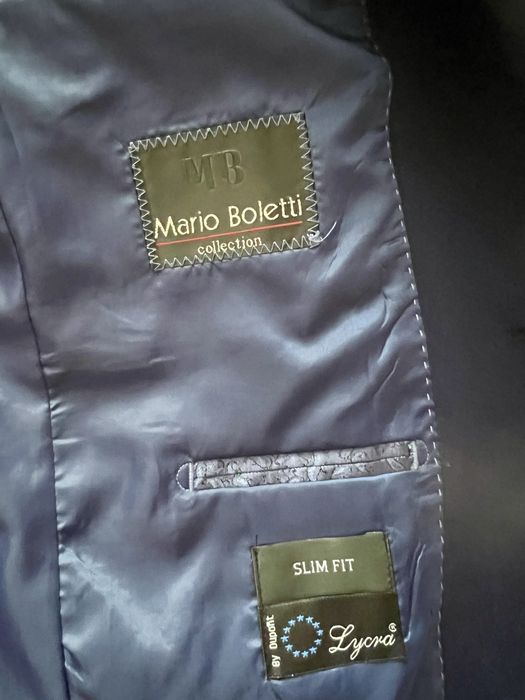 MB
Mario Boletti
collection
SLIM FIT
By Dupont
Lycra®